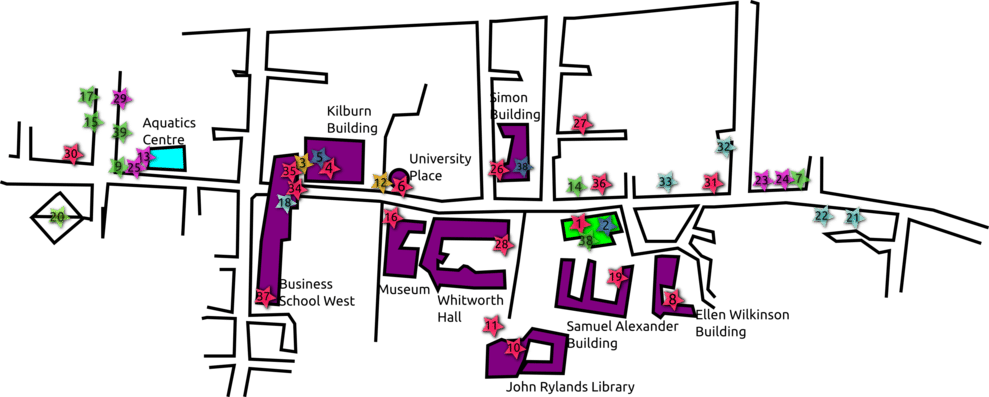 17
29
15
39
30
9
25
13
20
Aquatics
Centre
Kilburn
Building
35
3
5
4
34
18
37
12
6
University
Place
Simon
Building
26
38
27
32
14
36
33
31
23
24
7
22
21
16
28
1
2
38
19
8
11
10
Business
School West
Museum
Whitworth
Hall
Samuel Alexander
Building
Ellen Wilkinson
Building
John Rylands Library